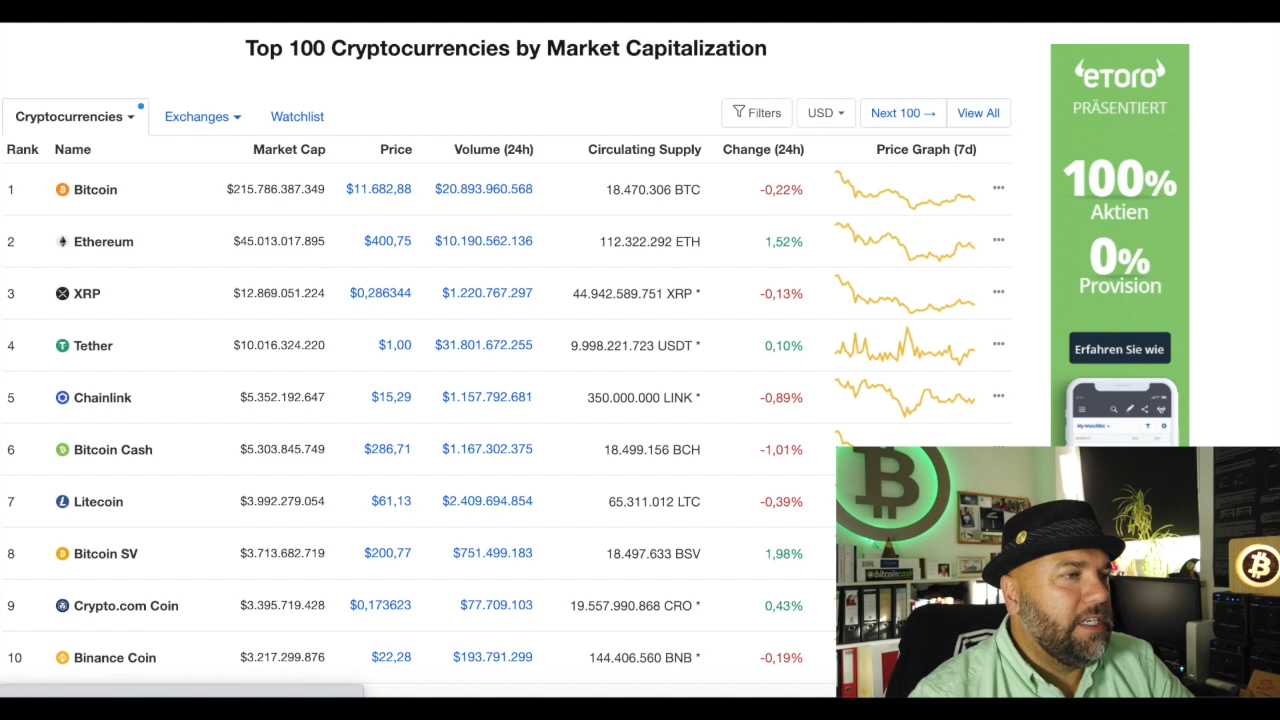 Top 100 Cryptocurrencies by Market Capitalization
eTORO
PRÄSENTIERT
100%
Aktien
0%
Provision
Erfahren Sie wie
My Watchlists
Cryptocurrencies Exchanges Watchlist Filters USD Next 100 → View All
Rank Name Market Cap Price Volume (24h) Circulating Supply Change (24h) Price Graph (7d)
1 Bitcoin $215.786.387.349 $11.682,88 $20.893.960.568 18.470.306 BTC -0,22%
2 Ethereum $45.013.017.895 $400,75 $10.190.562.136 112.322.292 ETH 1,52%
3 XRP $12.869.051.224 $0,286344 $1.220.767.297 44.942.589.751 XRP * -0,13%
4 Tether $10.016.324.220 $1,00 $31.801.672.255 9.998.221.723 USDT * 0,10%
5 Chainlink $5.352.192.647 $15,29 $1.157.792.681 350.000.000 LINK * -0,89%
6 Bitcoin Cash $5.303.845.749 $286,71 $1.167.302.375 18.499.156 BCH -1,01%
7 Litecoin $3.992.279.054 $61,13 $2.409.694.854 65.311.012 LTC -0,39%
8 Bitcoin SV $3.713.682.719 $200,77 $751.499.183 18.497.633 BSV 1,98%
9 Crypto.com Coin $3.395.719.428 $0,173623 $77.709.103 19.557.990.868 CRO * 0,43%
10 Binance Coin $3.217.299.876 $22,28 $193.791.299 144.406.560 BNB * -0,19%
bitcoincash